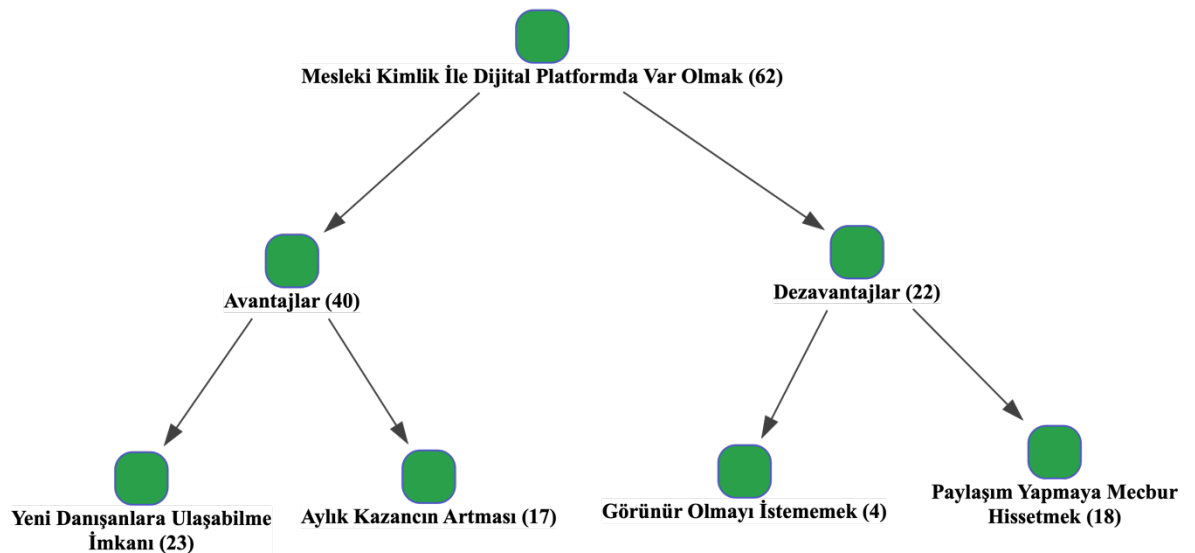 Mesleki Kimlik İle Dijital Platformda Var Olmak (62)
Avantajlar (40)
Dezavantajlar (22)
Yeni Danışanlara Ulaşabilme
İmkanı (23)
Aylık Kazancın Artması (17)
Görünür Olmayı İstememek (4)
Paylaşım Yapmaya Mecbur
Hissetmek (18)